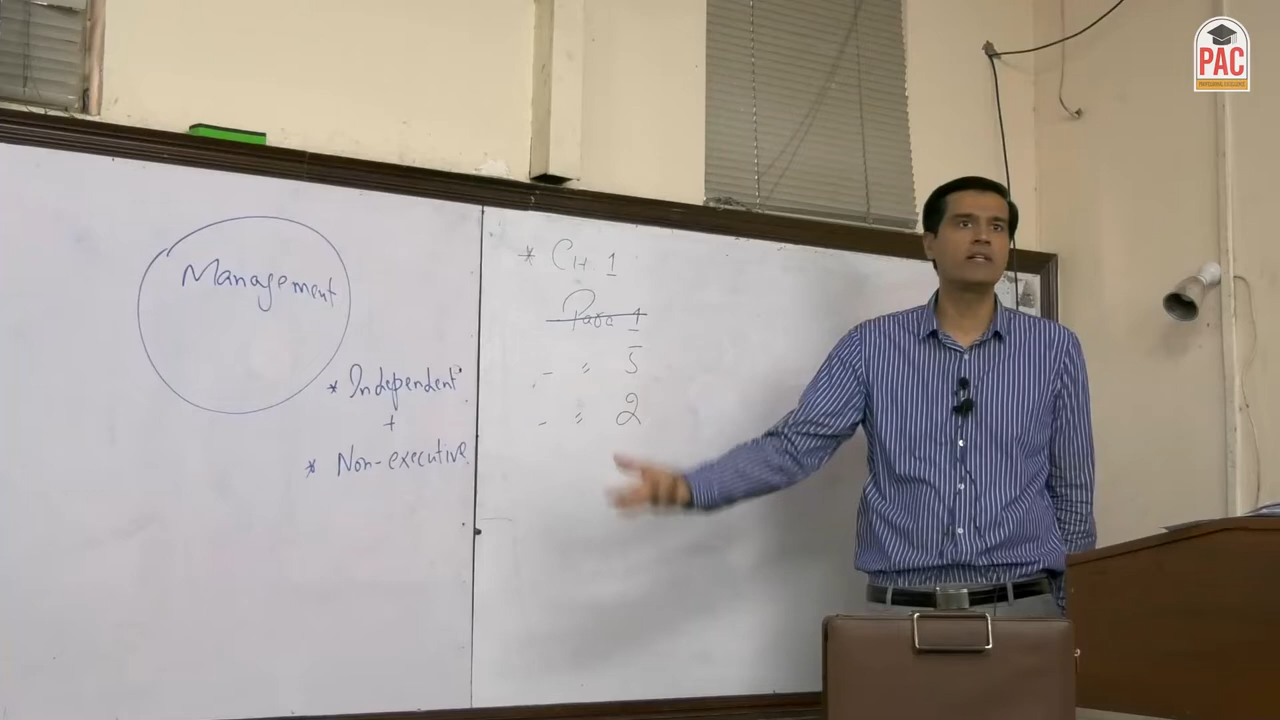 Management
* Independent
+
* Non-executive
* CH 1
Para 1
- " 5
- " 2
PAC